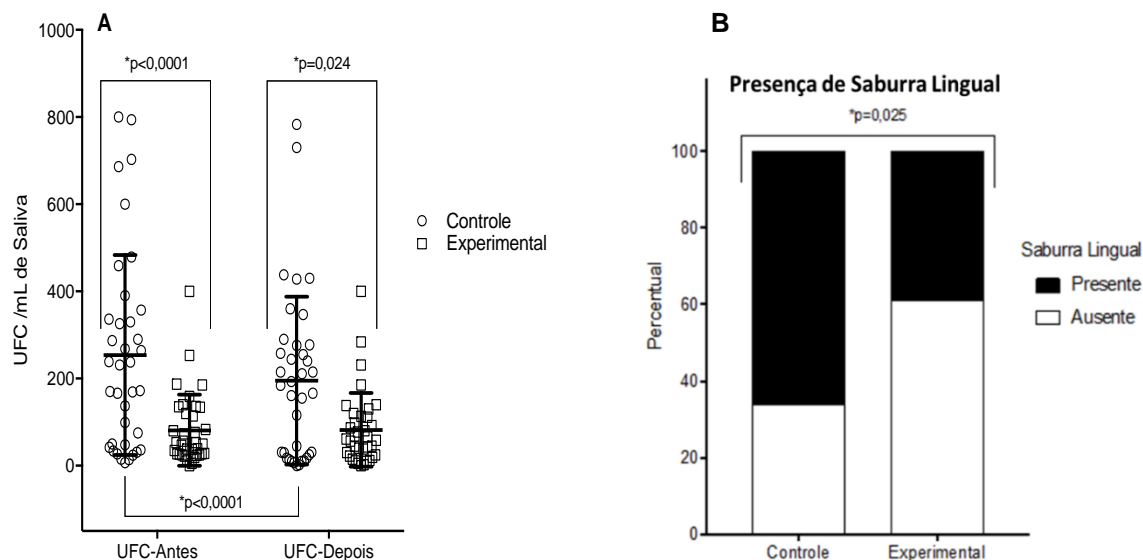 A
1000
*p<0,0001
*p=0,024
800
600
400
200
0
UFC /mL de Saliva
Controle
Experimental
*p<0,0001
UFC-Antes
UFC-Depois
B
Presença de Saburra Lingual
*p=0,025
100
80
60
40
20
0
Percentual
Saburra Lingual
Presente
Ausente
Controle
Experimental